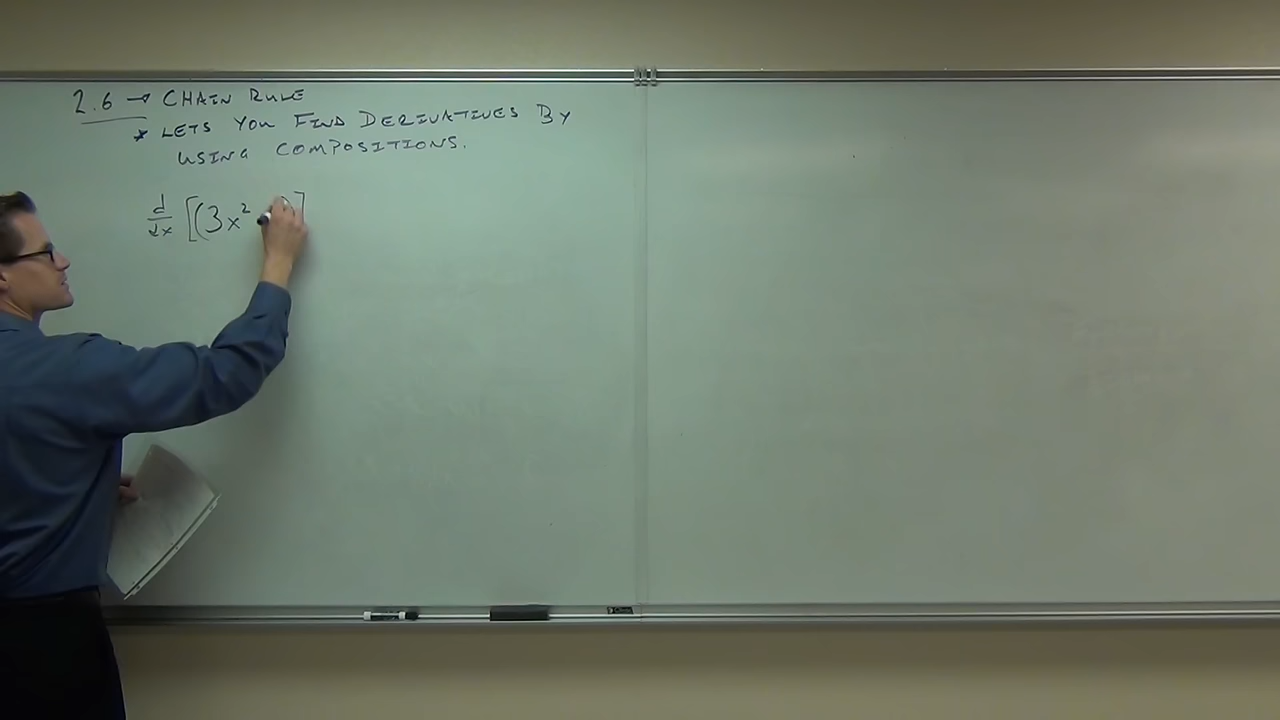 2.6 → CHAIN RULE
* LETS YOU FIND DERIVATIVES BY
USING COMPOSITIONS.
d/dx [(3x²
]